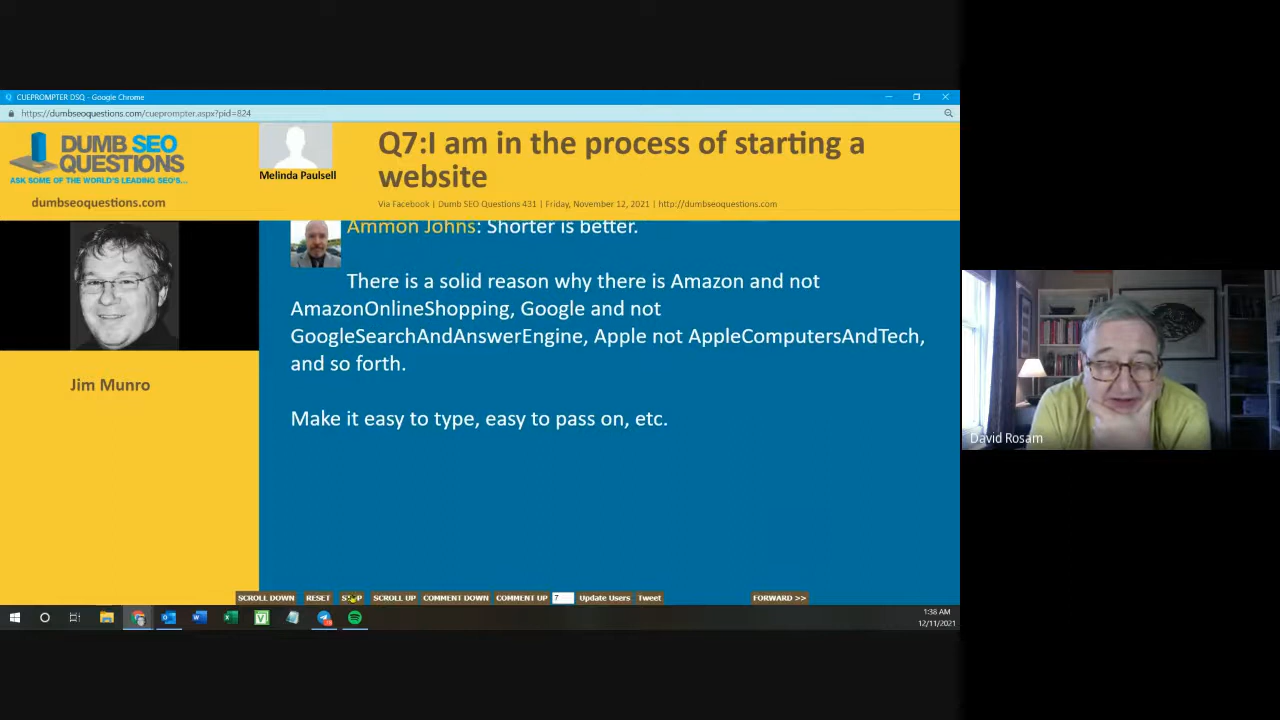 CUEPROMPTER DSQ - Google Chrome
https://dumbseoquestions.com/cueprompter.aspx?pid=824
DUMB SEO
QUESTIONS
ASK SOME OF THE WORLD'S LEADING SEO'S...
dumbseoquestions.com
Melinda Paulsell
Q7:I am in the process of starting a
website
Via Facebook | Dumb SEO Questions 431 | Friday, November 12, 2021 | http://dumbseoquestions.com
Ammon Johns: Shorter is better.
There is a solid reason why there is Amazon and not
AmazonOnlineShopping, Google and not
GoogleSearchAndAnswerEngine, Apple not AppleComputersAndTech,
and so forth.
Make it easy to type, easy to pass on, etc.
Jim Munro
David Rosam
SCROLL DOWN RESET STOP SCROLL UP COMMENT DOWN COMMENT UP 7 Update Users Tweet FORWARD >>
1:38 AM
12/11/2021